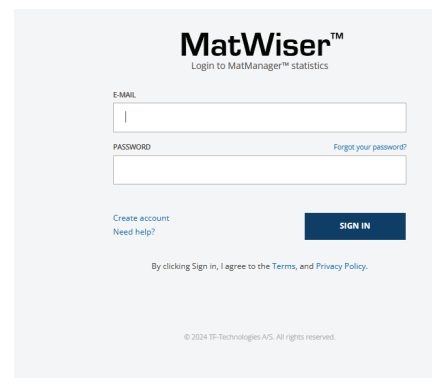 MatWiser™
Login to MatManager™ statistics
E-MAIL
PASSWORD Forgot your password?
Create account
Need help?
SIGN IN
By clicking Sign in, I agree to the Terms, and Privacy Policy.
© 2024 TF-Technologies A/S. All rights reserved.